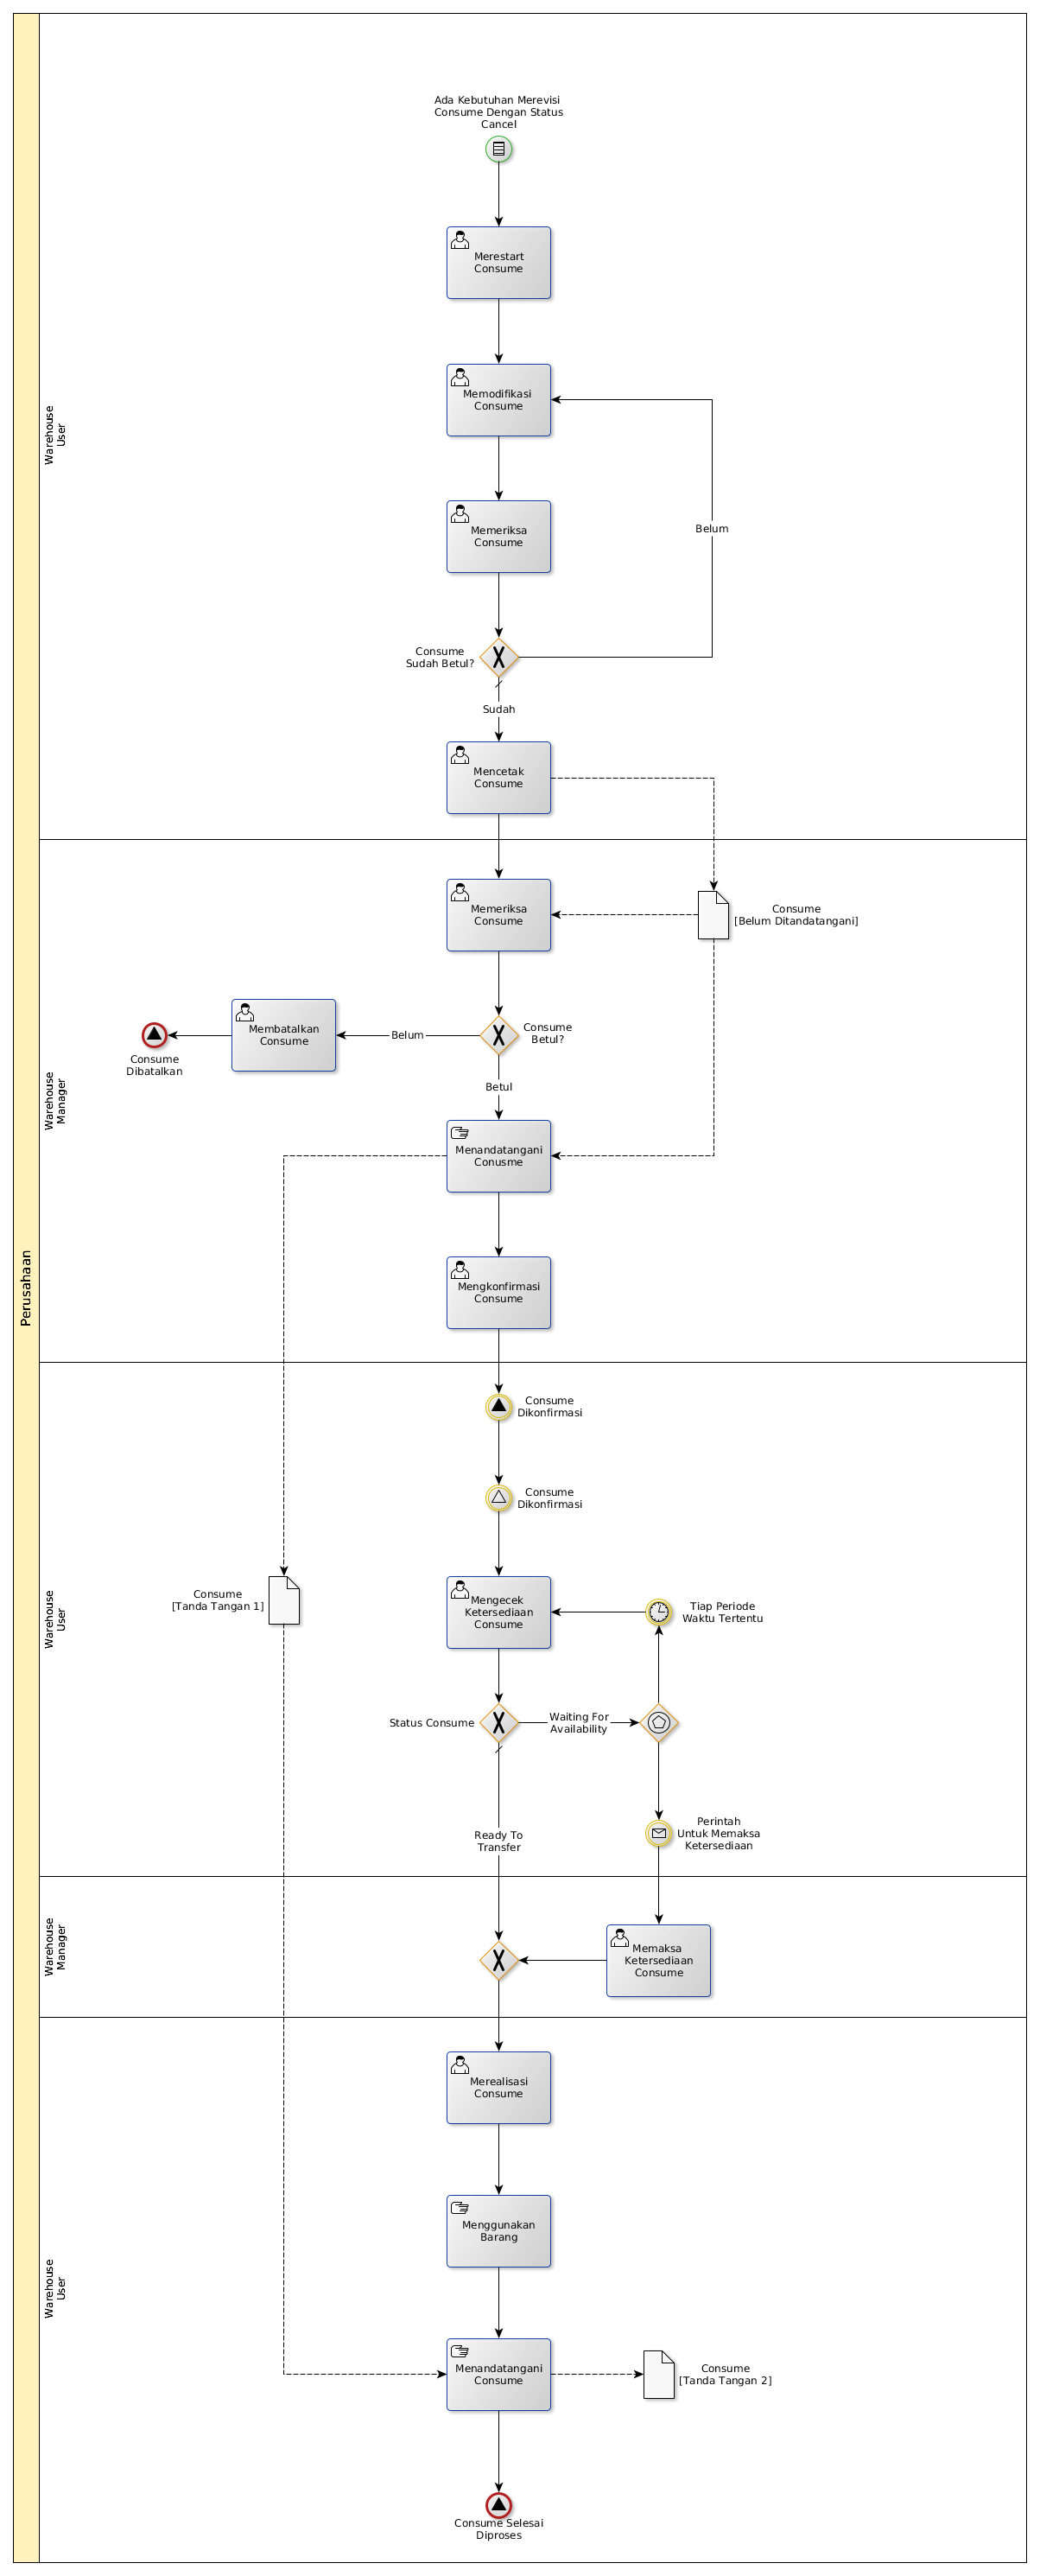 Perusahaan
Warehouse
User
Ada Kebutuhan Merevisi
Consume Dengan Status
Cancel
Merestart
Consume
Memodifikasi
Consume
Memeriksa
Consume
Belum
Consume
Sudah Betul?
Sudah
Mencetak
Consume
Warehouse
Manager
Memeriksa
Consume
Consume
[Belum Ditandatangani]
Consume
Betul?
Belum
Membatalkan
Consume
Consume
Dibatalkan
Betul
Menandatangani
Conusme
Mengkonfirmasi
Consume
Warehouse
User
Consume
Dikonfirmasi
Consume
Dikonfirmasi
Consume
[Tanda Tangan 1]
Mengecek
Ketersediaan
Consume
Tiap Periode
Waktu Tertentu
Status Consume
Waiting For
Availability
Ready To
Transfer
Perintah
Untuk Memaksa
Ketersediaan
Warehouse
Manager
Memaksa
Ketersediaan
Consume
Warehouse
User
Merealisasi
Consume
Menggunakan
Barang
Menandatangani
Consume
Consume
[Tanda Tangan 2]
Consume Selesai
Diproses